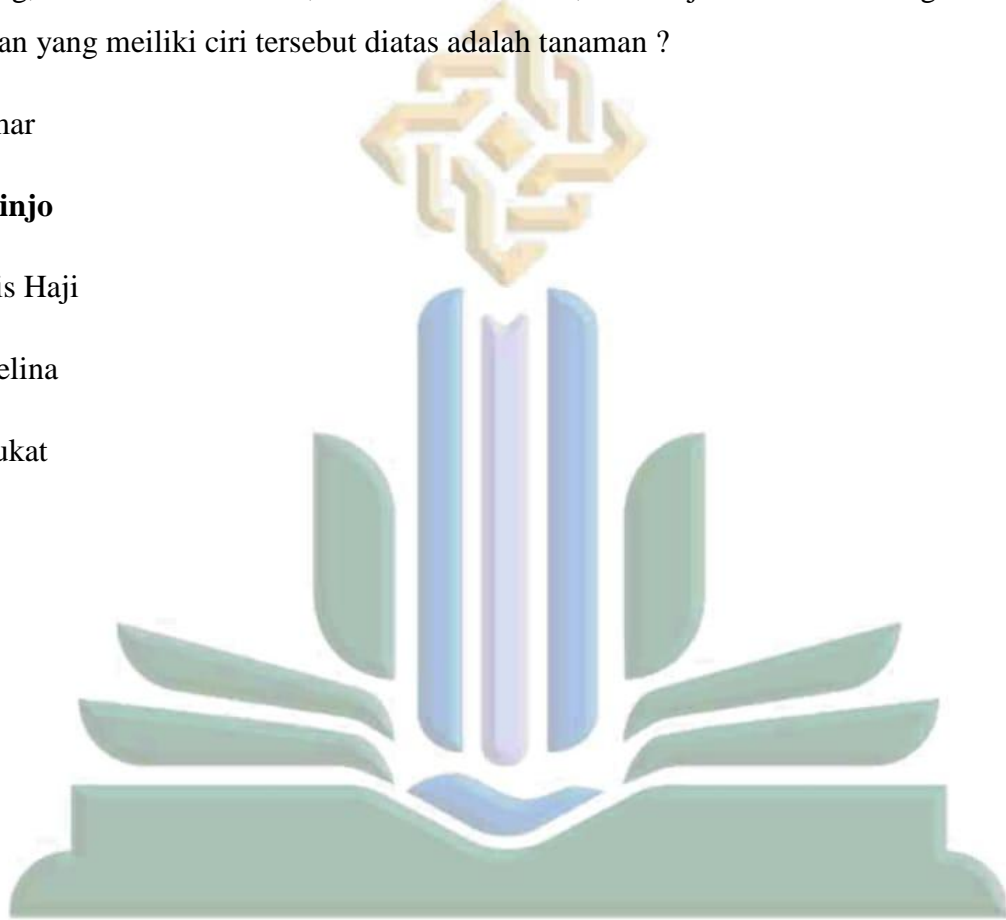 an yang meiliki ciri tersebut diatas adalah tanaman ?
nar
injo
is Haji
elina
ukat